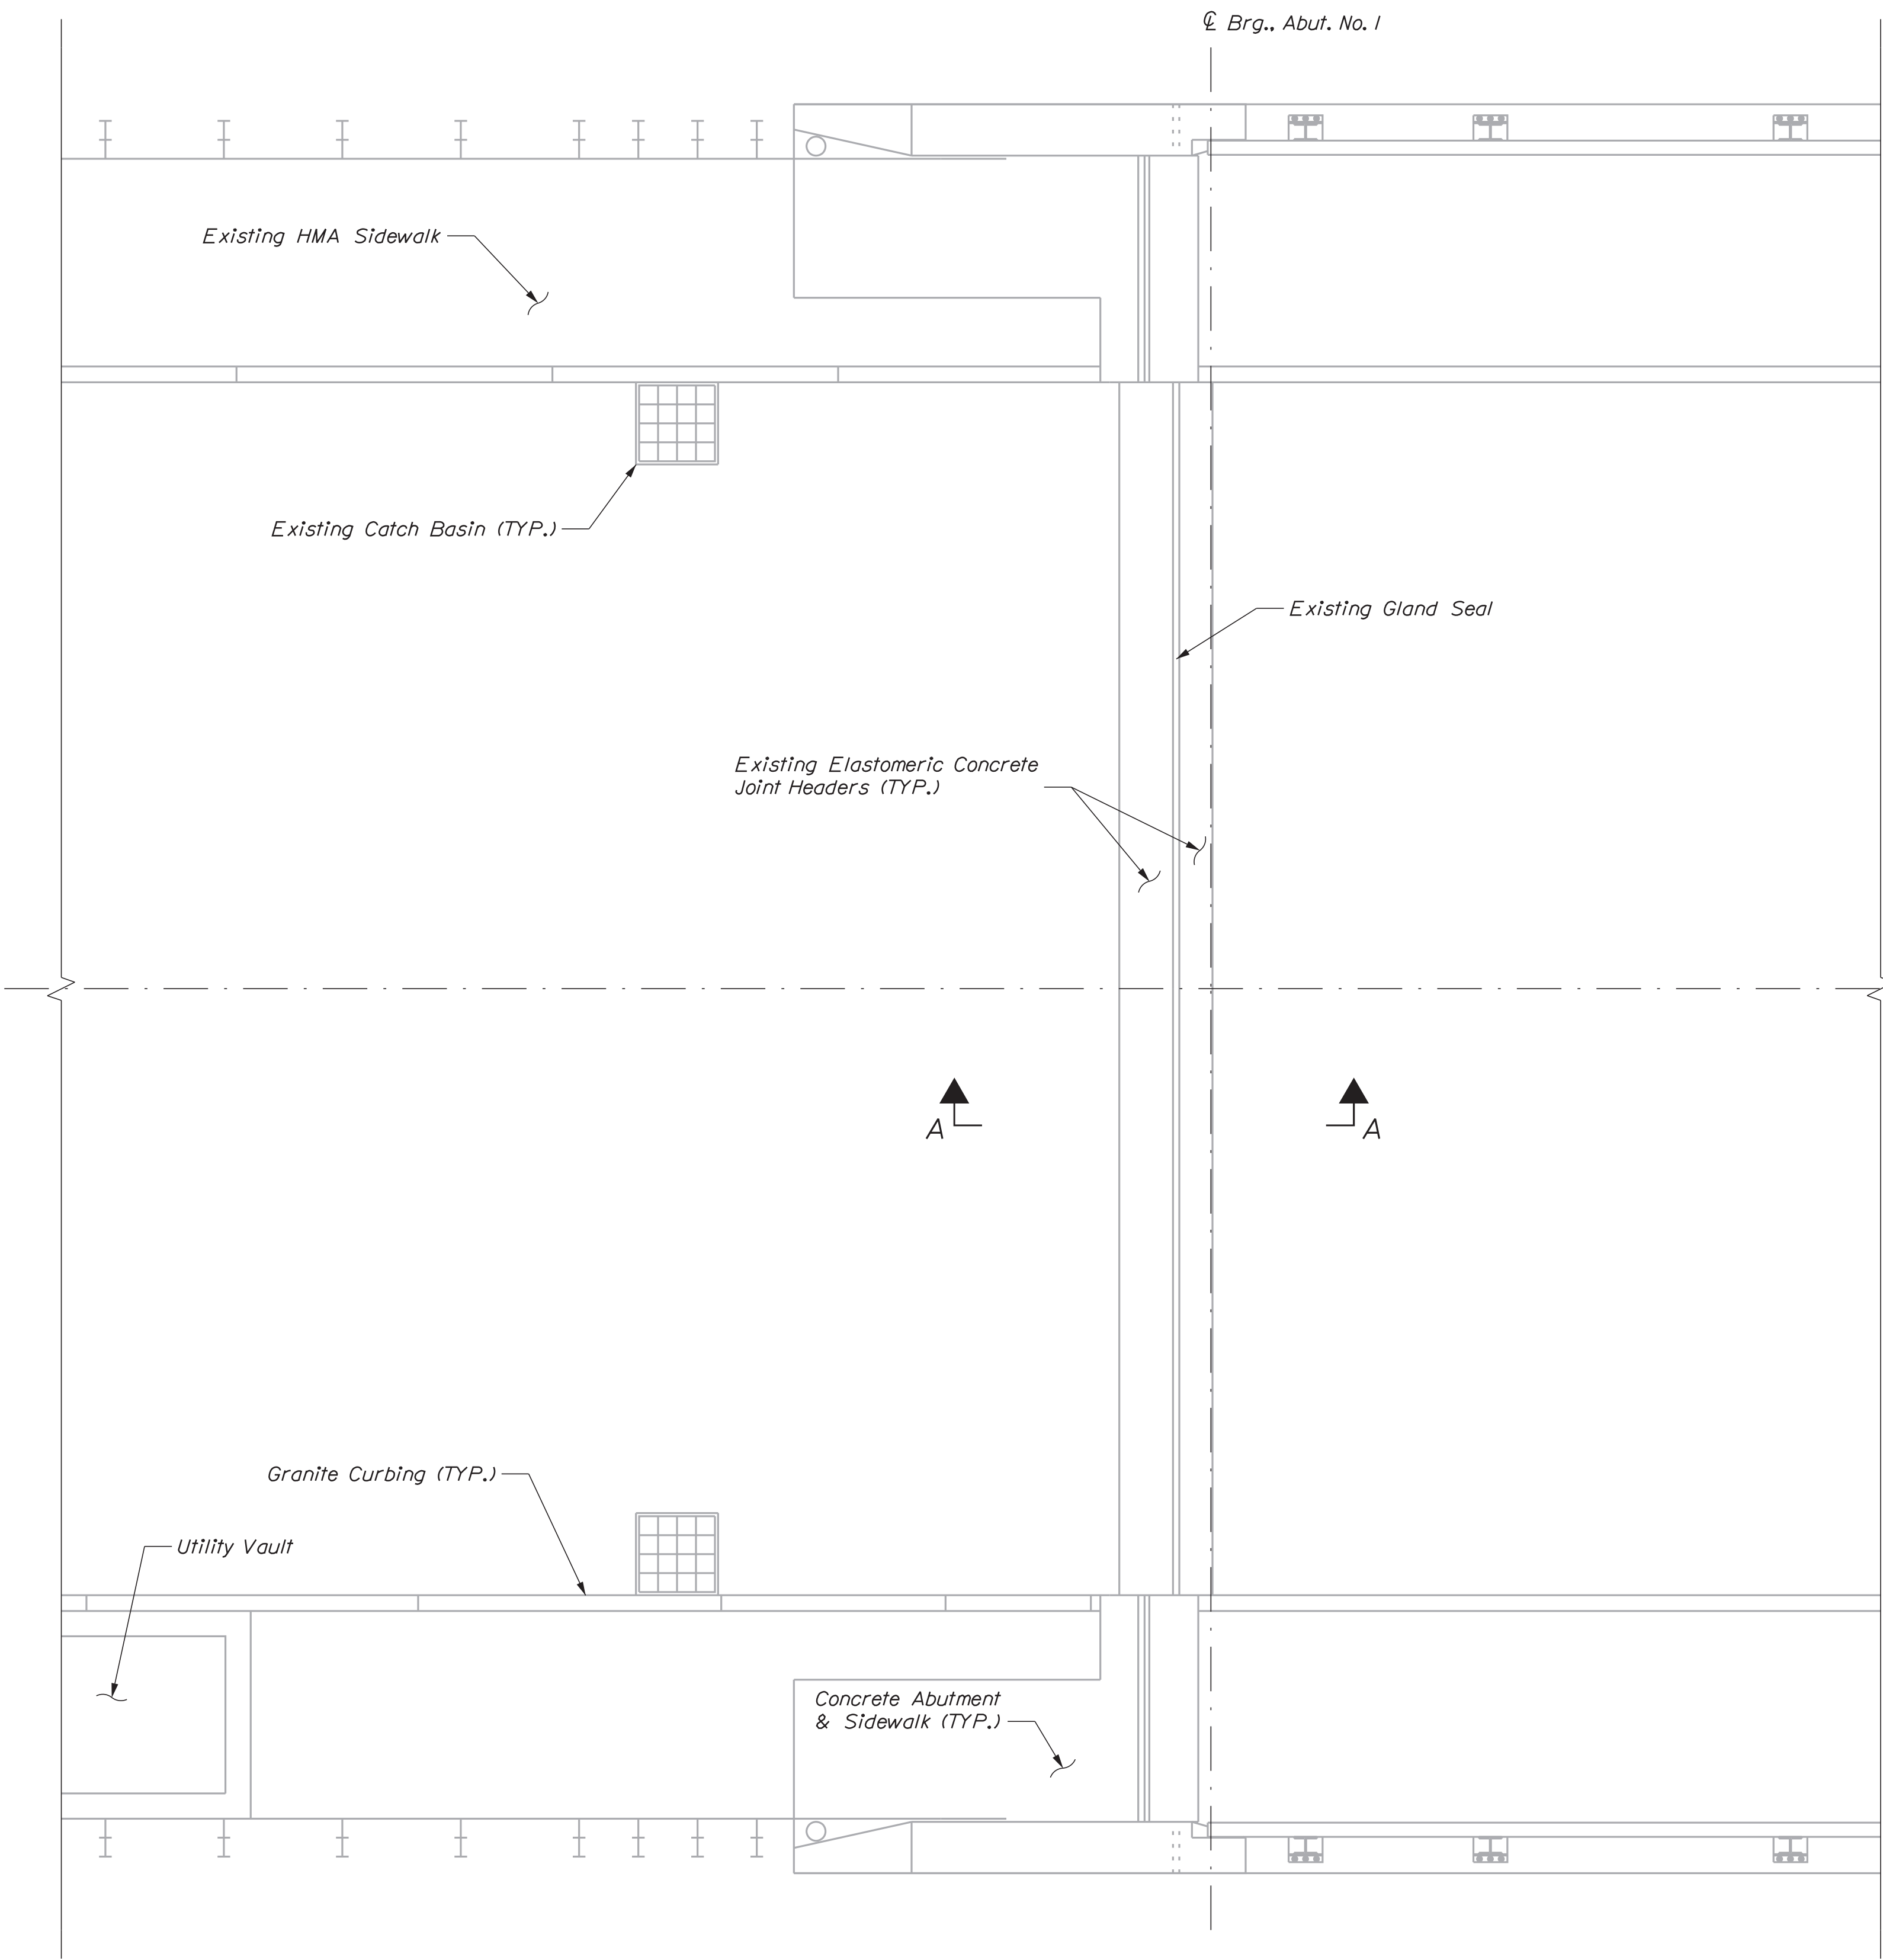 ℄ Brg., Abut. No. 1
Existing HMA Sidewalk
Existing Catch Basin (TYP.)
Existing Gland Seal
Existing Elastomeric Concrete
Joint Headers (TYP.)
A
A
Granite Curbing (TYP.)
Utility Vault
Concrete Abutment
& Sidewalk (TYP.)